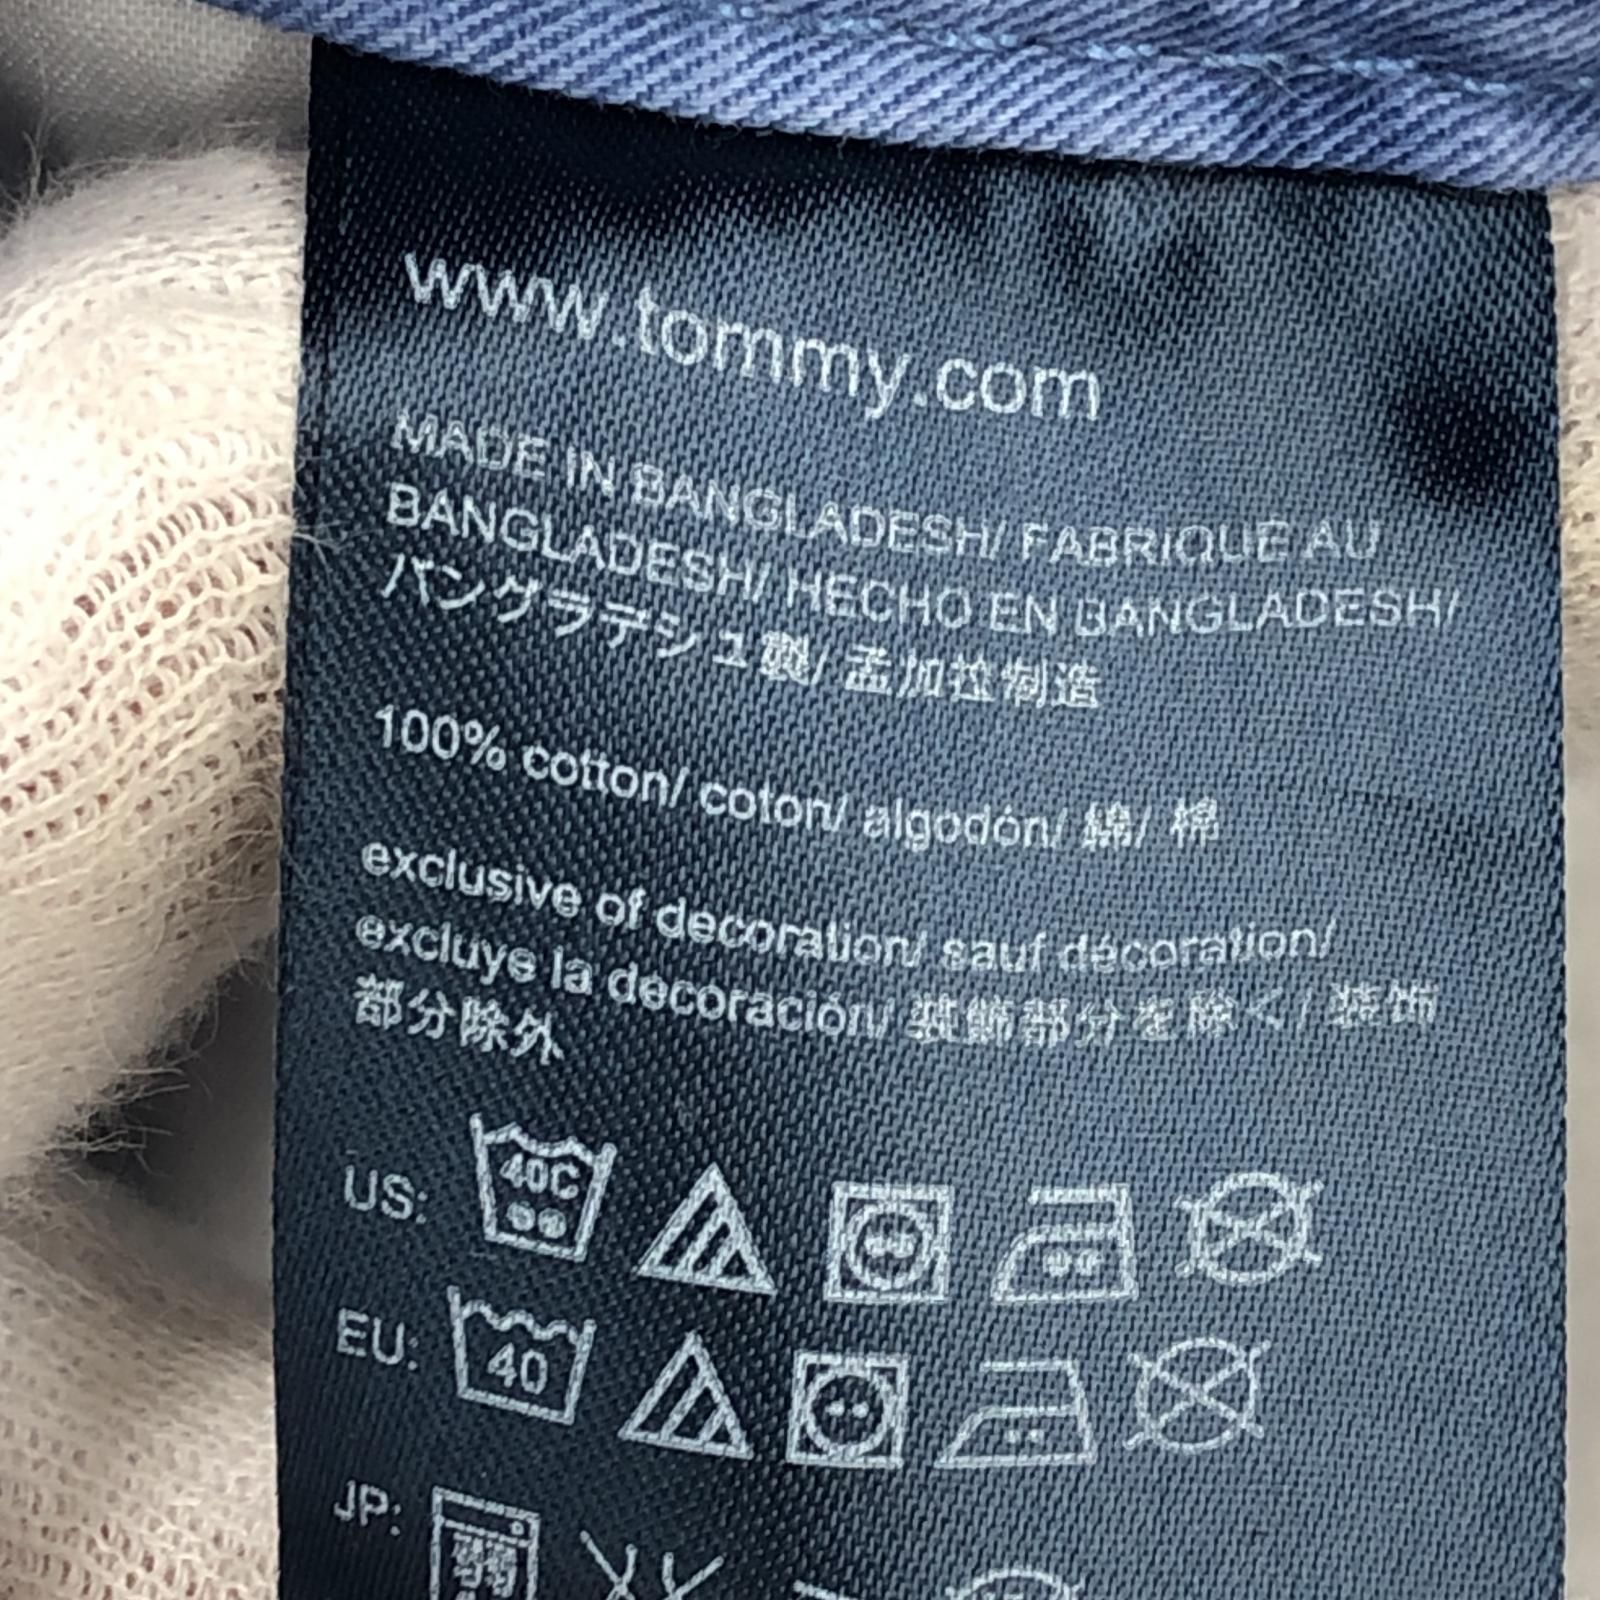 www.tommy.com
MADE IN BANGLADESH/ FABRIQUE AU
BANGLADESH/ HECHO EN BANGLADESH/
バングラデシュ製/ 孟加拉制造
100% cotton/ coton/ algodón/ 綿/ 棉
exclusive of decoration/ sauf décoration/
excluye la decoración/ 装飾部分を除く/ 装饰
部分除外
US: 40C
EU: 40
JP: